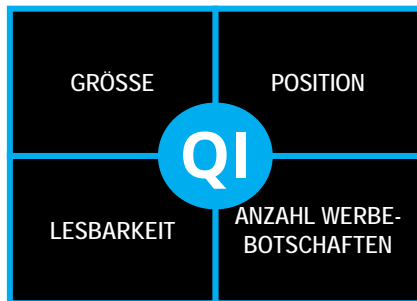 GRÖSSE
POSITION
QI
LESBARKEIT
ANZAHL WERBE-
BOTSCHAFTEN